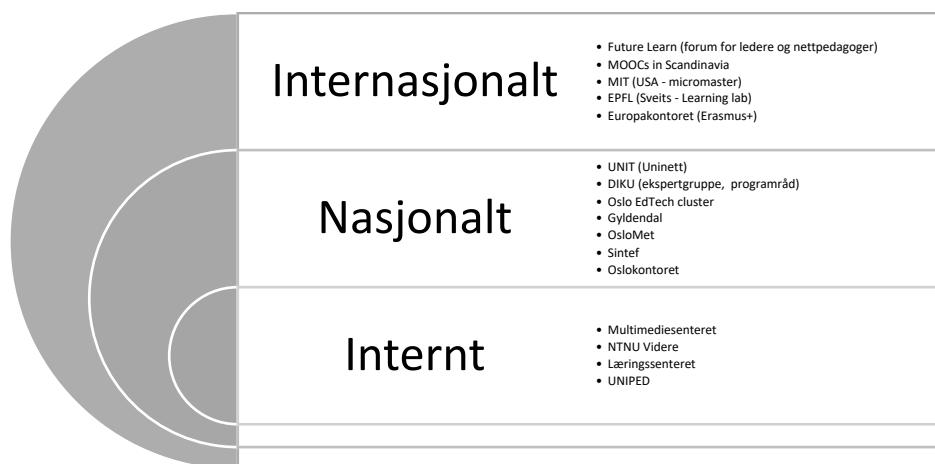 Internasjonalt
• Future Learn (forum for ledere og nettpedagoger)
• MOOCs in Scandinavia
• MIT (USA - micromaster)
• EPFL (Sveits - Learning lab)
• Europakontoret (Erasmus+)
Nasjonalt
• UNIT (Uninett)
• DIKU (ekspertgruppe, programråd)
• Oslo EdTech cluster
• Gyldendal
• OsloMet
• Sintef
• Oslokontoret
Internt
• Multimediesenteret
• NTNU Videre
• Læringssenteret
• UNIPED